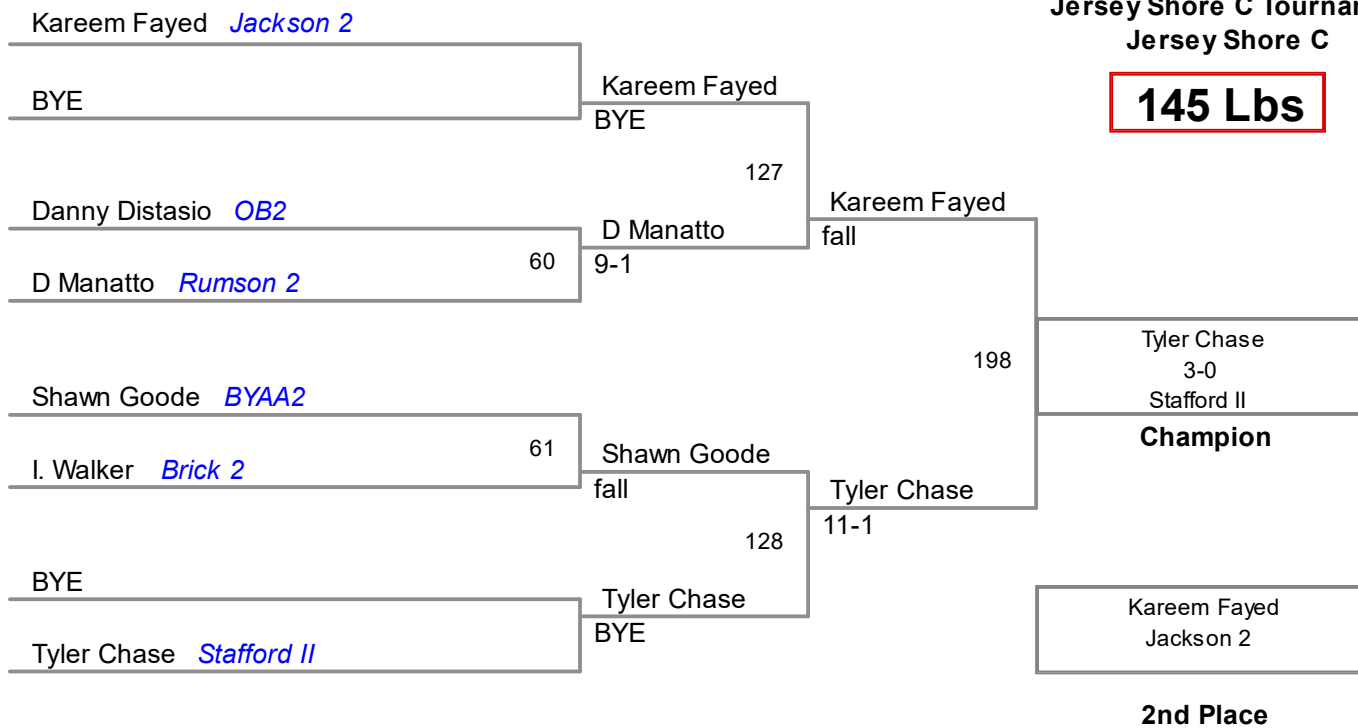 Jersey Shore C Tournam
Jersey Shore C
145 Lbs
Kareem Fayed Jackson 2
BYE
Danny Distasio OB2
D Manatto Rumson 2
60
Shawn Goode BYAA2
I. Walker Brick 2
61
BYE
Tyler Chase Stafford II
Kareem Fayed
BYE
127
D Manatto
9-1
Shawn Goode
fall
128
Tyler Chase
BYE
Kareem Fayed
fall
198
Tyler Chase
11-1
Tyler Chase
3-0
Stafford II
Champion
Kareem Fayed
Jackson 2
2nd Place